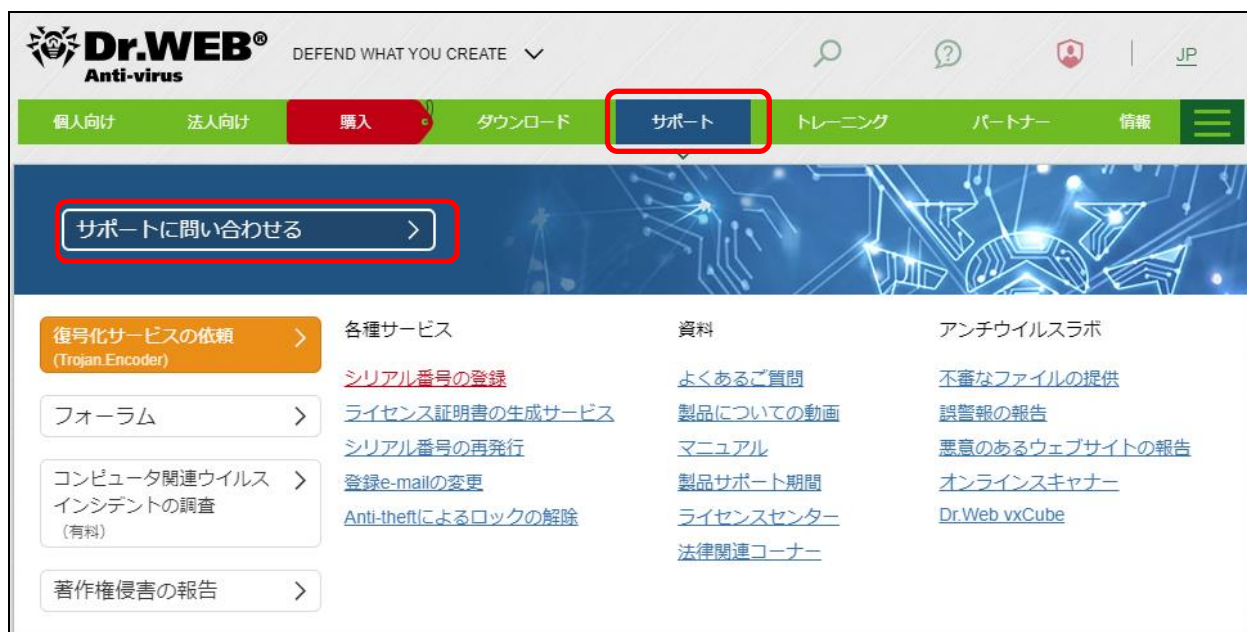 Dr.WEB®
Anti-virus
DEFEND WHAT YOU CREATE
JP
個人向け 法人向け 購入 ダウンロード サポート トレーニング パートナー 情報
サポートに問い合わせる
復号化サービスの依頼
(Trojan.Encoder)
フォーラム
コンピュータ関連ウイルス
インシデントの調査
(有料)
著作権侵害の報告
各種サービス
シリアル番号の登録
ライセンス証明書の生成サービス
シリアル番号の再発行
登録e-mailの変更
Anti-theftによるロックの解除
資料
よくあるご質問
製品についての動画
マニュアル
製品サポート期間
ライセンスセンター
法律関連コーナー
アンチウイルスラボ
不審なファイルの提供
誤警報の報告
悪意のあるウェブサイトの報告
オンラインスキャナー
Dr.Web vxCube